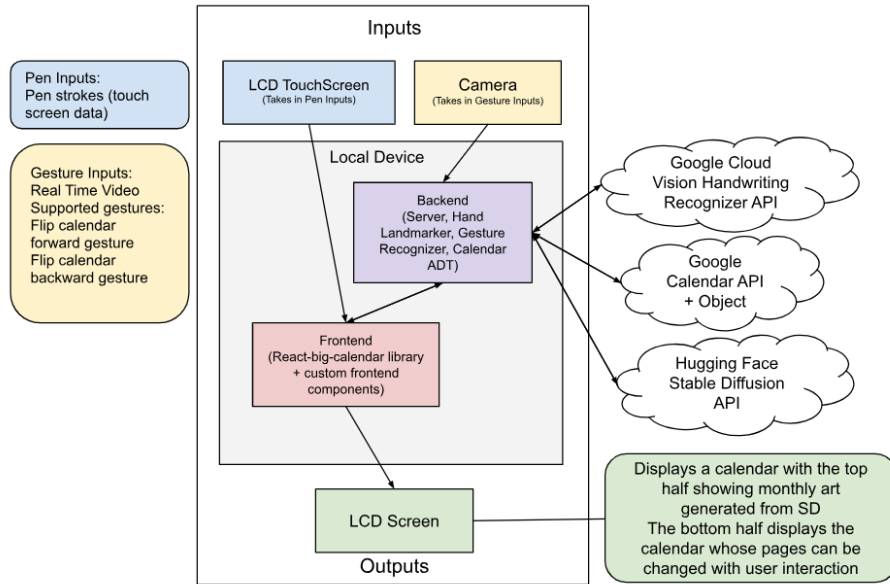 Inputs
Pen Inputs:
Pen strokes (touch
screen data)
LCD TouchScreen
(Takes in Pen Inputs)
Camera
(Takes in Gesture Inputs)
Gesture Inputs:
Real Time Video
Supported gestures:
Flip calendar
forward gesture
Flip calendar
backward gesture
Local Device
Backend
(Server, Hand
Landmarker, Gesture
Recognizer, Calendar
ADT)
Google Cloud
Vision Handwriting
Recognizer API
Google
Calendar API
+ Object
Frontend
(React-big-calendar library
+ custom frontend
components)
Hugging Face
Stable Diffusion
API
LCD Screen
Displays a calendar with the top
half showing monthly art
generated from SD
The bottom half displays the
calendar whose pages can be
changed with user interaction
Outputs